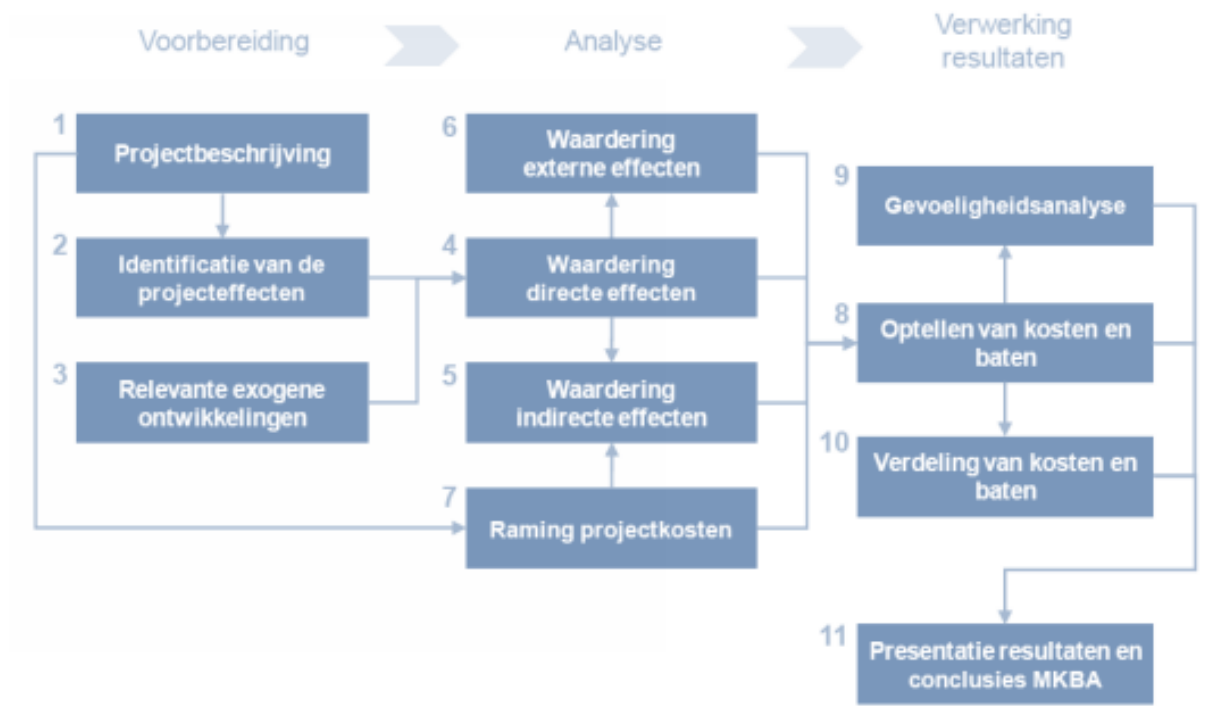 Voorbereiding
Analyse
Verwerking
resultaten
1
Projectbeschrijving
2
Identificatie van de
projecteffecten
3
Relevante exogene
ontwikkelingen
6
Waardering
externe effecten
4
Waardering
directe effecten
5
Waardering
indirecte effecten
7
Raming projectkosten
9
Gevoeligheidsanalyse
8
Optellen van kosten en
baten
10
Verdeling van kosten en
baten
11
Presentatie resultaten en
conclusies MKBA